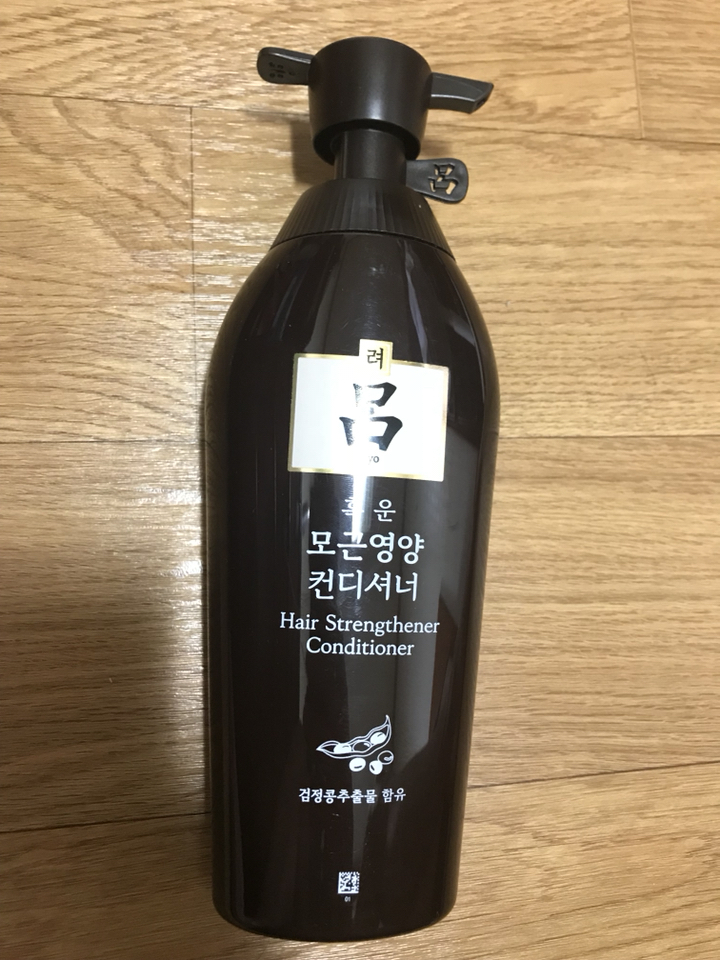 呂
려
呂
운
모근영양
컨디셔너
Hair Strengthener
Conditioner
검정콩추출물 함유
01